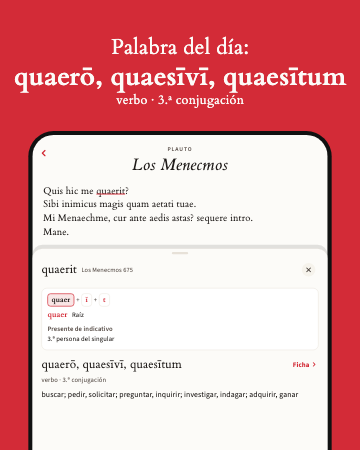 Palabra del día:
quaerō, quaesīvī, quaesītum
verbo · 3.ª conjugación
PLAUTO
Los Menecmos
Quis hic me quaerit?
Sibi inimicus magis quam aetati tuae.
Mi Menaechme, cur ante aedis astas? sequere intro.
Mane.
quaerit Los Menecmos 675
quaer + i + t
quaer Raíz
Presente de indicativo
3.ª persona del singular
quaerō, quaesīvī, quaesītum Ficha
verbo · 3.ª conjugación
buscar; pedir, solicitar; preguntar, inquirir; investigar, indagar; adquirir, ganar